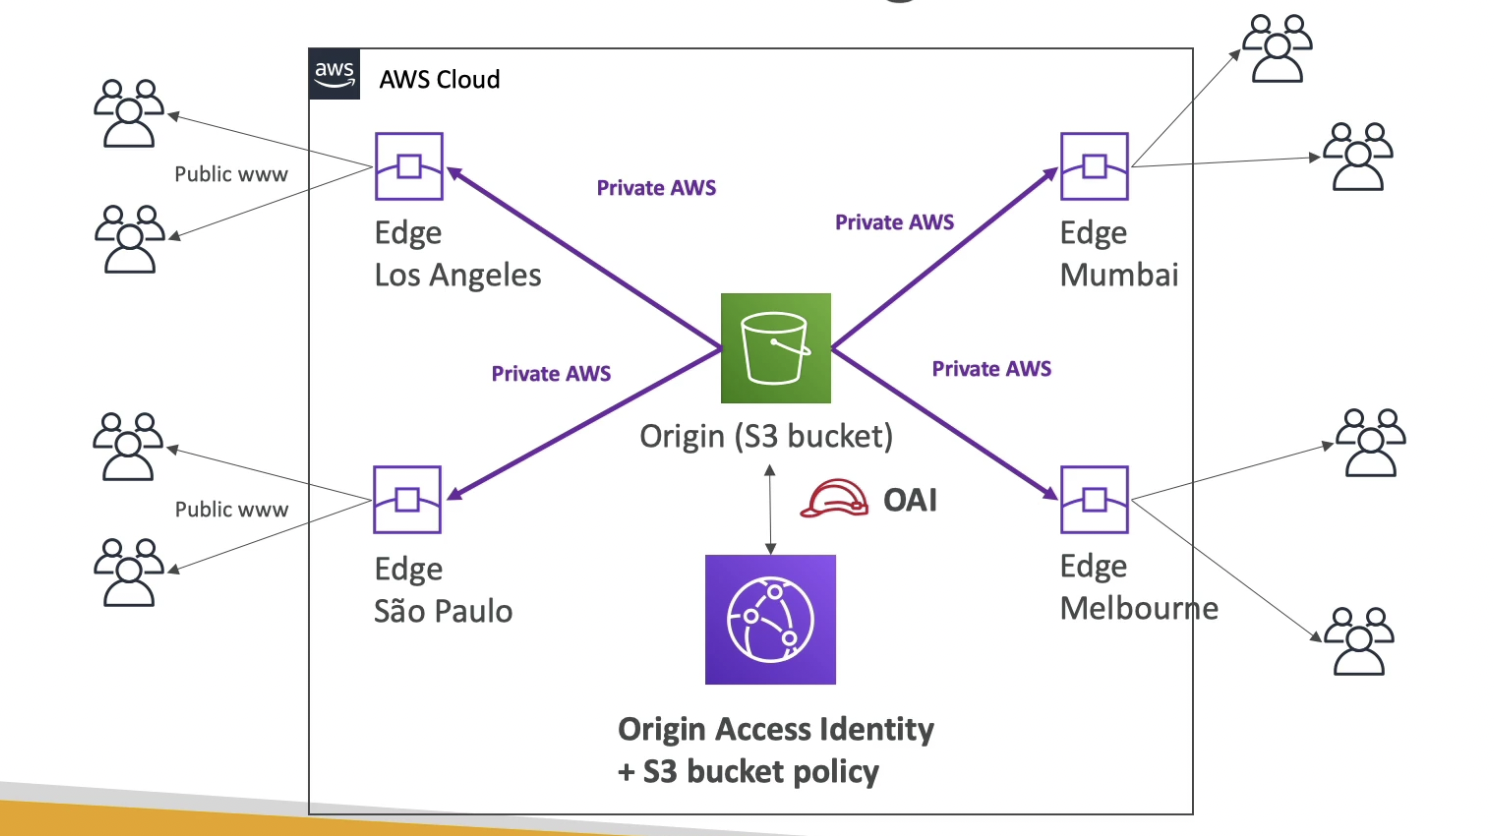 aws
AWS Cloud
Public www
Edge
Los Angeles
Private AWS
Private AWS
Edge
Mumbai
Private AWS
Private AWS
Origin (S3 bucket)
OAI
Public www
Edge
São Paulo
Edge
Melbourne
Origin Access Identity
+ S3 bucket policy